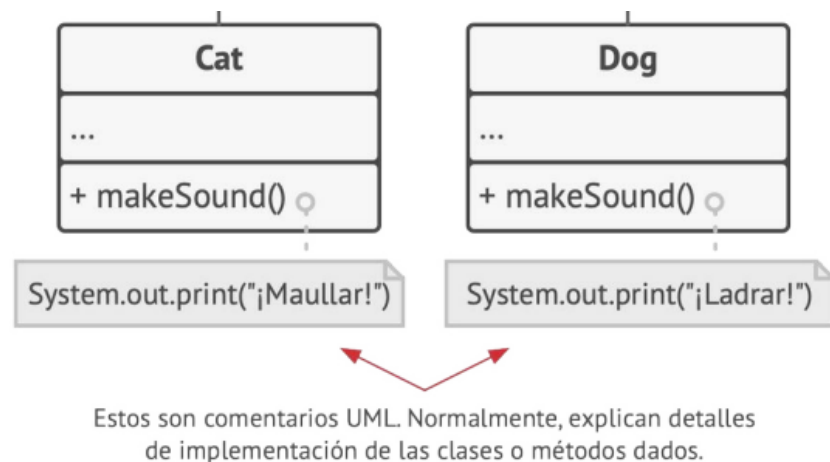 Cat
...
+ makeSound()
System.out.print("¡Maullar!")
Dog
...
+ makeSound()
System.out.print("¡Ladrar!")
Estos son comentarios UML. Normalmente, explican detalles
de implementación de las clases o métodos dados.